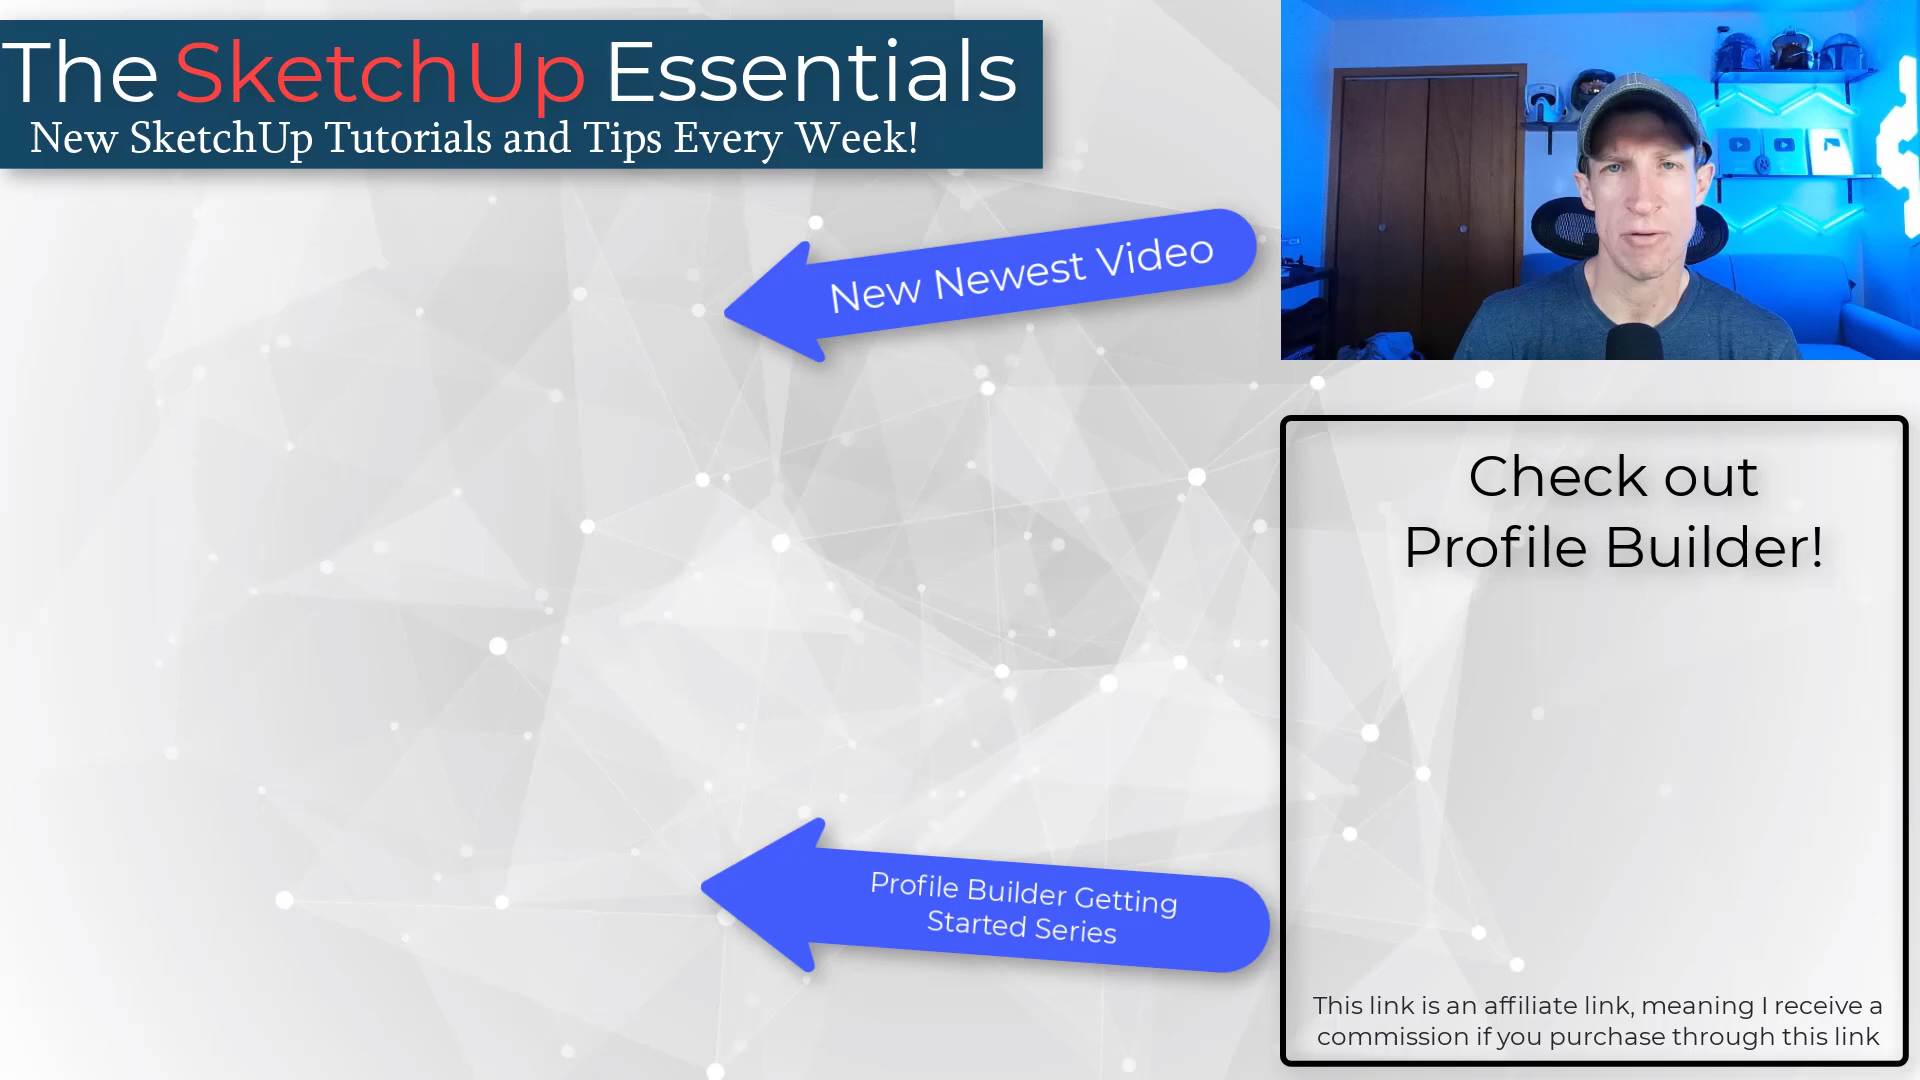 The SketchUp Essentials
New SketchUp Tutorials and Tips Every Week!
New Newest Video
Check out
Profile Builder!
Profile Builder Getting
Started Series
This link is an affiliate link, meaning I receive a
commission if you purchase through this link